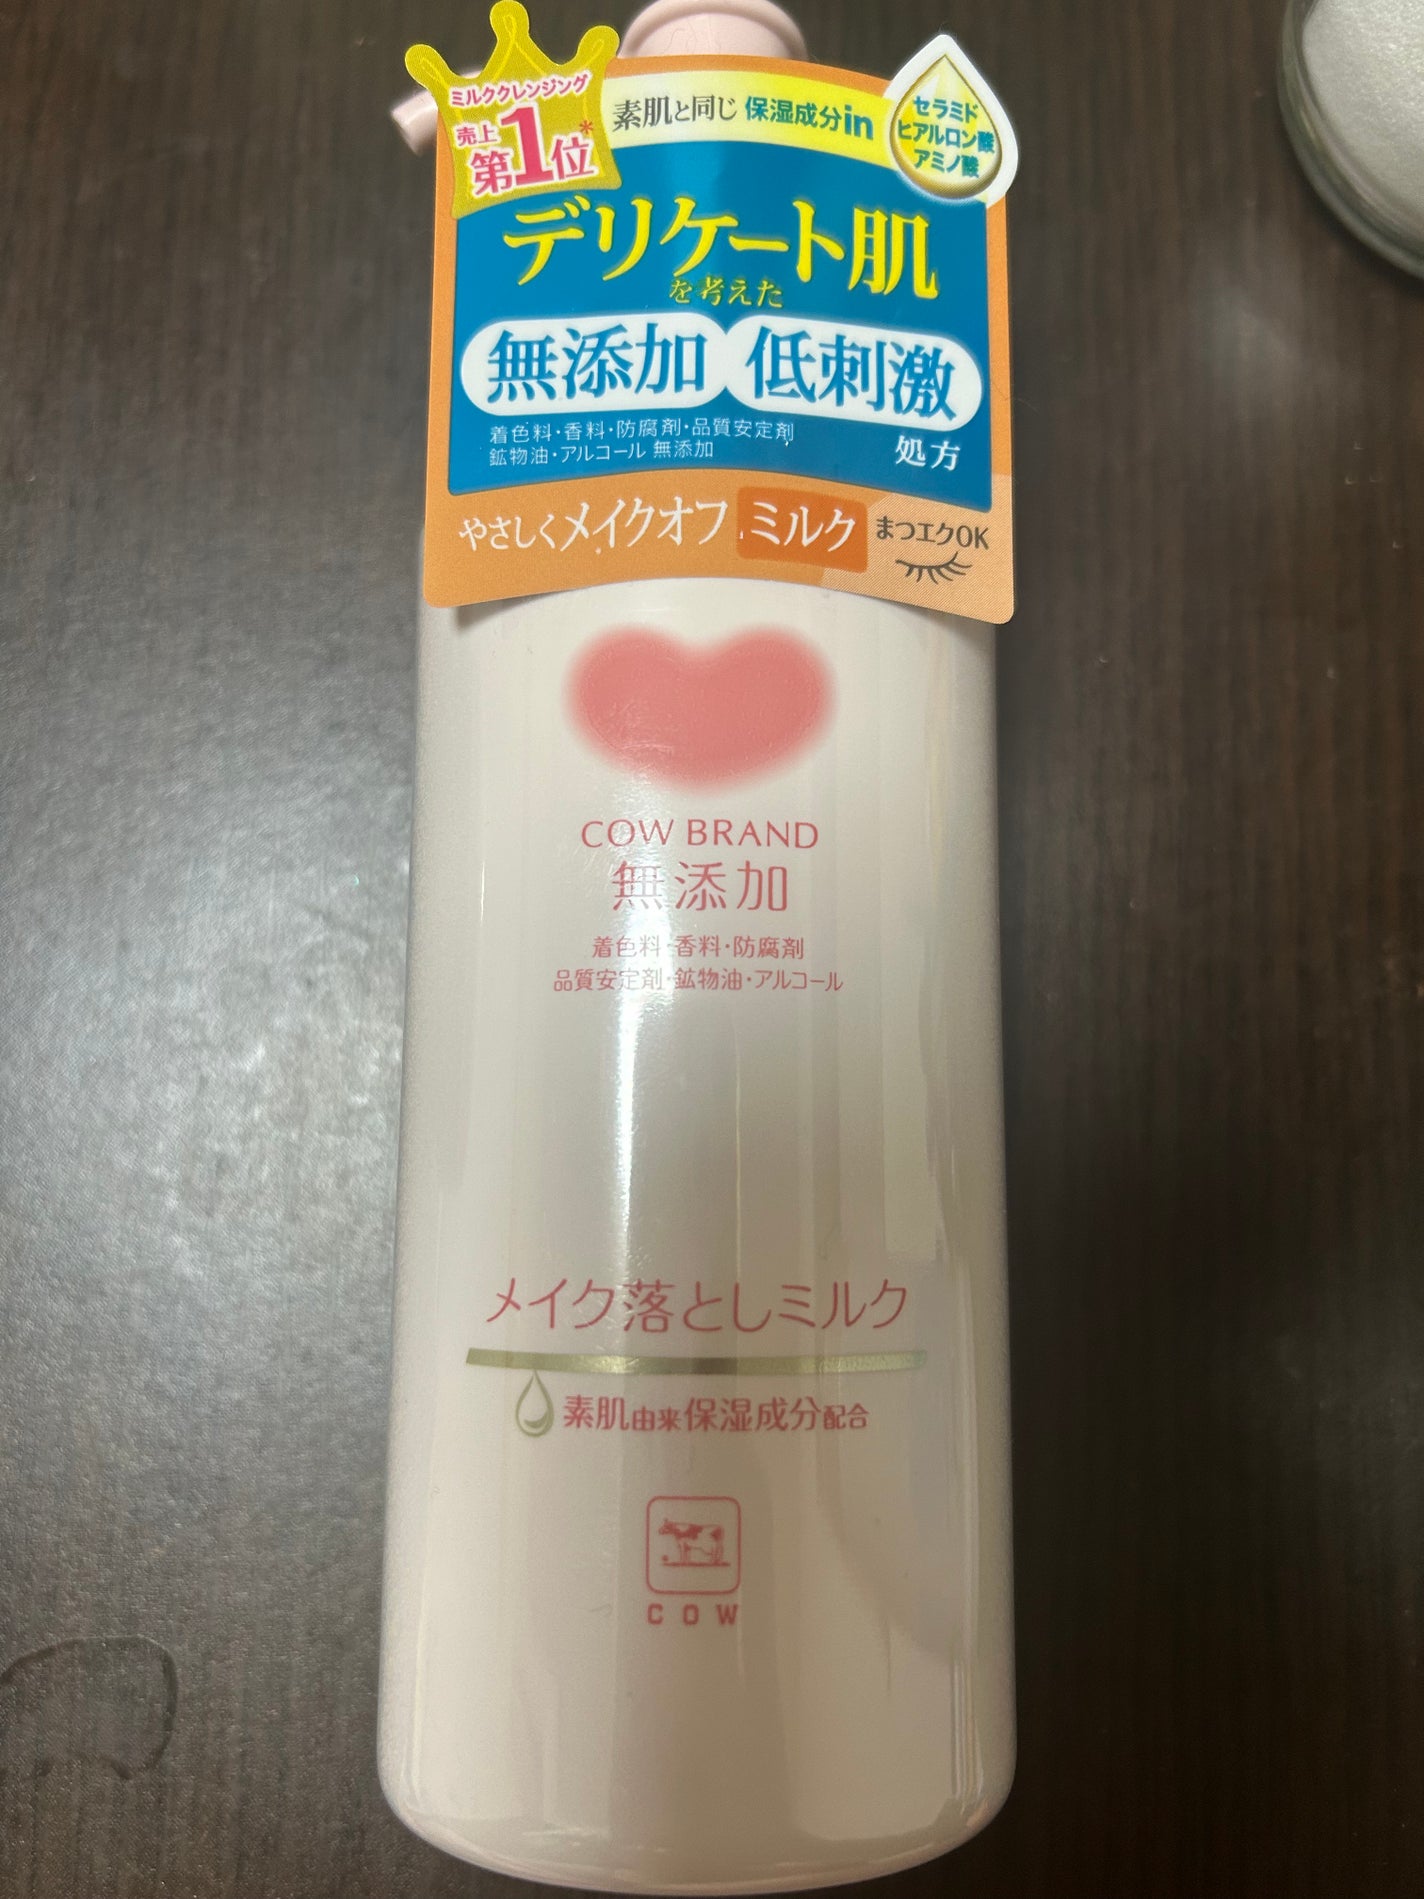 ミルククレンジング
売上
第1位*
素肌と同じ 保湿成分in
セラミド
ヒアルロン酸
アミノ酸
デリケート肌
を考えた
無添加 低刺激
着色料・香料・防腐剤・品質安定剤
鉱物油・アルコール 無添加
処方
やさしくメイクオフ ミルク
まつエクOK
COW BRAND
無添加
着色料・香料・防腐剤
品質安定剤・鉱物油・アルコール
メイク落としミルク
素肌由来保湿成分配合
COW